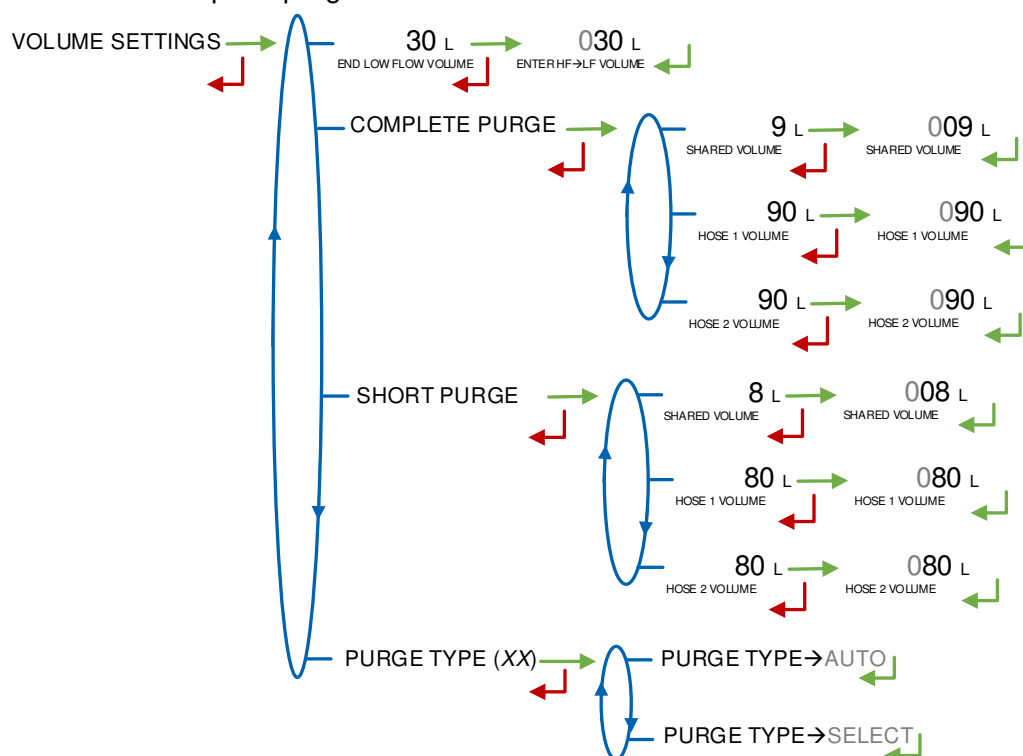 VOLUME SETTINGS
30 L
END LOW FLOW VOLUME
030 L
ENTER HF→LF VOLUME
COMPLETE PURGE
9 L
SHARED VOLUME
009 L
SHARED VOLUME
90 L
HOSE 1 VOLUME
090 L
HOSE 1 VOLUME
90 L
HOSE 2 VOLUME
090 L
HOSE 2 VOLUME
SHORT PURGE
8 L
SHARED VOLUME
008 L
SHARED VOLUME
80 L
HOSE 1 VOLUME
080 L
HOSE 1 VOLUME
80 L
HOSE 2 VOLUME
080 L
HOSE 2 VOLUME
PURGE TYPE (XX)
PURGE TYPE→AUTO
PURGE TYPE→SELECT